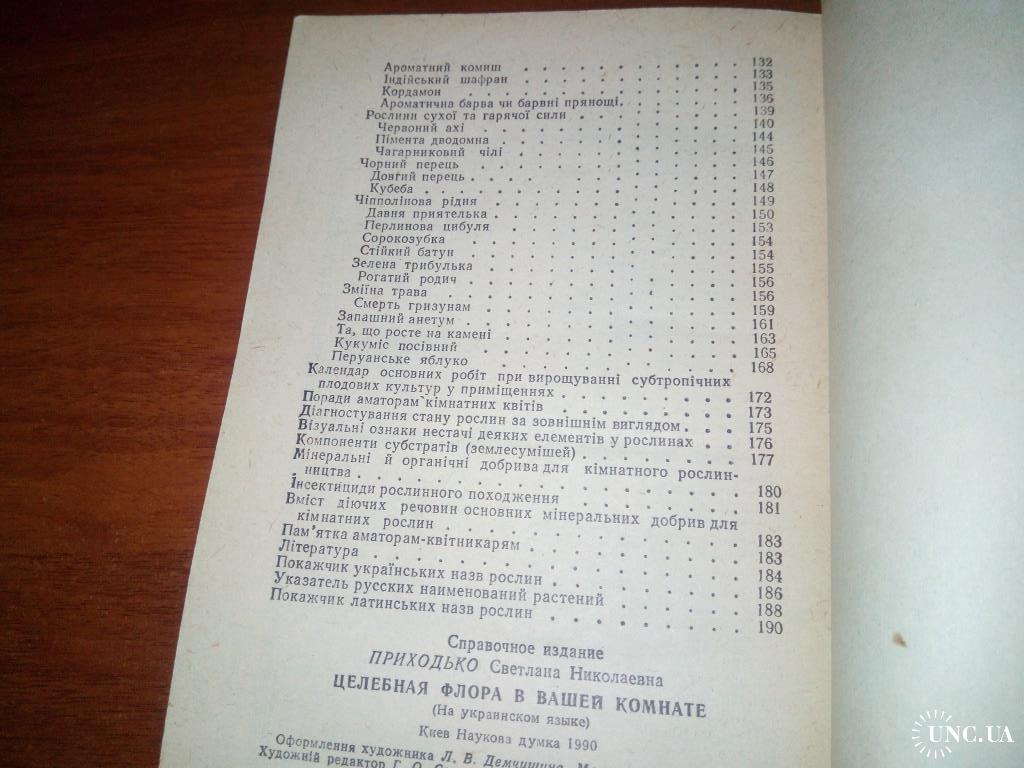 Ароматний комиш . . . . . . . . . 132
Індійський шафран . . . . . . . . . 133
Кордамон . . . . . . . . . 135
Ароматична барва чи барвні прянощі. . . . . . . 136
Рослини сухої та гарячої сили . . . . . . . . . 139
Червоний ахі . . . . . . . . . 140
Пімента дводомна . . . . . . . . . 144
Чагарниковий чілі . . . . . . . . . 145
Чорний перець . . . . . . . . . 146
Довгий перець . . . . . . . . . 147
Кубеба . . . . . . . . . 148
Чіпполінова рідня . . . . . . . . . 149
Давня приятелька . . . . . . . . . 150
Перлинова цибуля . . . . . . . . . 153
Сорокозубка . . . . . . . . . 154
Стійкий батун . . . . . . . . . 154
Зелена трибулька . . . . . . . . . 155
Рогатий родич . . . . . . . . . 156
Зміїна трава . . . . . . . . . 156
Смерть гризунам . . . . . . . . . 159
Запашний анетум . . . . . . . . . 161
Та, що росте на камені . . . . . . . . . 163
Кукуміс посівний . . . . . . . . . 165
Перуанське яблуко . . . . . . . . . 168
Календар основних робіт при вирощуванні субтропічних
плодових культур у приміщеннях . . . . . . . 172
Поради аматорам кімнатних квітів . . . . . . . 173
Діагностування стану рослин за зовнішнім виглядом . . . 175
Візуальні ознаки нестачі деяких елементів у рослинах . . 176
Компоненти субстратів (землесумішей) . . . . . . 177
Мінеральні й органічні добрива для кімнатного рослин-
ництва . . . . . . . . . 180
Інсектициди рослинного походження . . . . . . . 181
Вміст діючих речовин основних мінеральних добрив для
кімнатних рослин . . . . . . . . . 183
Пам'ятка аматорам-квітникарям . . . . . . . 183
Література . . . . . . . . . 184
Покажчик українських назв рослин . . . . . . . 186
Указатель русских наименований растений . . . . . 188
Покажчик латинських назв рослин . . . . . . . 190
Справочное издание
ПРИХОДЬКО Светлана Николаевна
ЦЕЛЕБНАЯ ФЛОРА В ВАШЕЙ КОМНАТЕ
(На украинском языке)
Киев Наукова думка 1990
Оформлення художника Л. В. Демчишина
Художній редактор Г. О.
UNC.UA